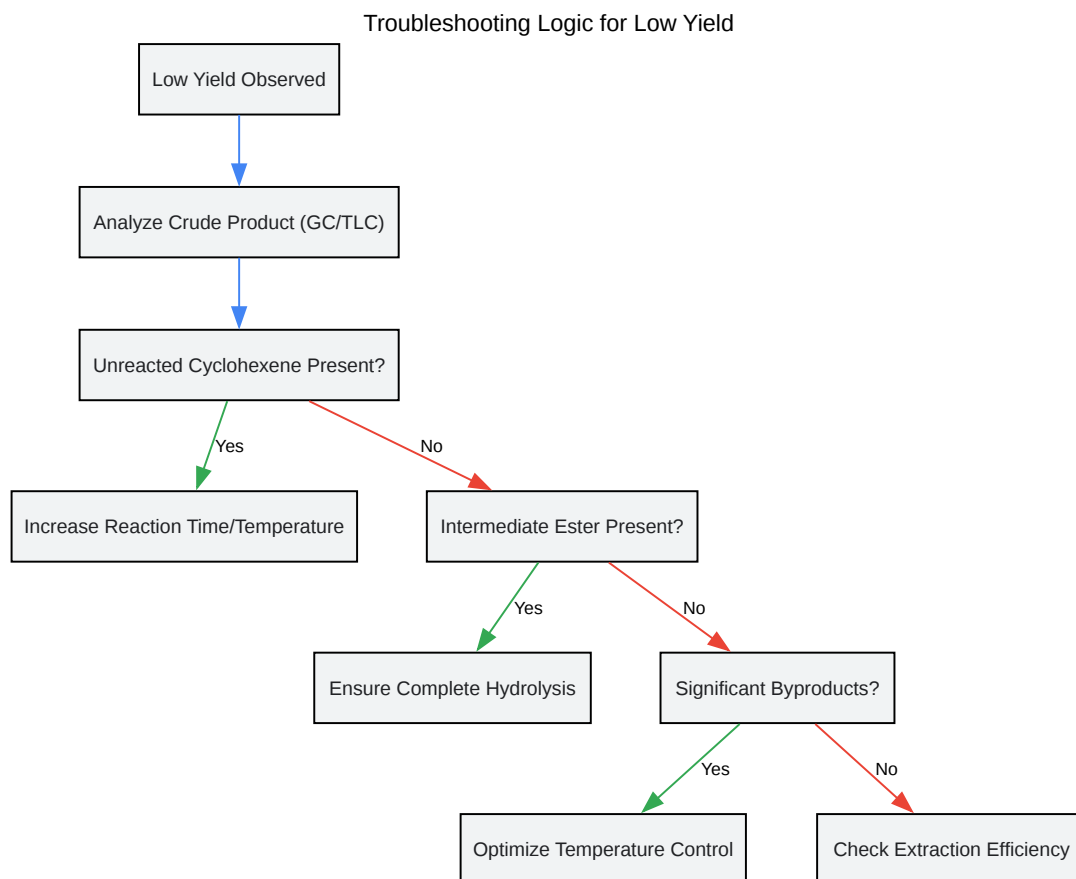 Troubleshooting Logic for Low Yield
Low Yield Observed
Analyze Crude Product (GC/TLC)
Unreacted Cyclohexene Present?
Yes
No
Increase Reaction Time/Temperature
Intermediate Ester Present?
Yes
No
Ensure Complete Hydrolysis
Significant Byproducts?
Yes
No
Optimize Temperature Control
Check Extraction Efficiency